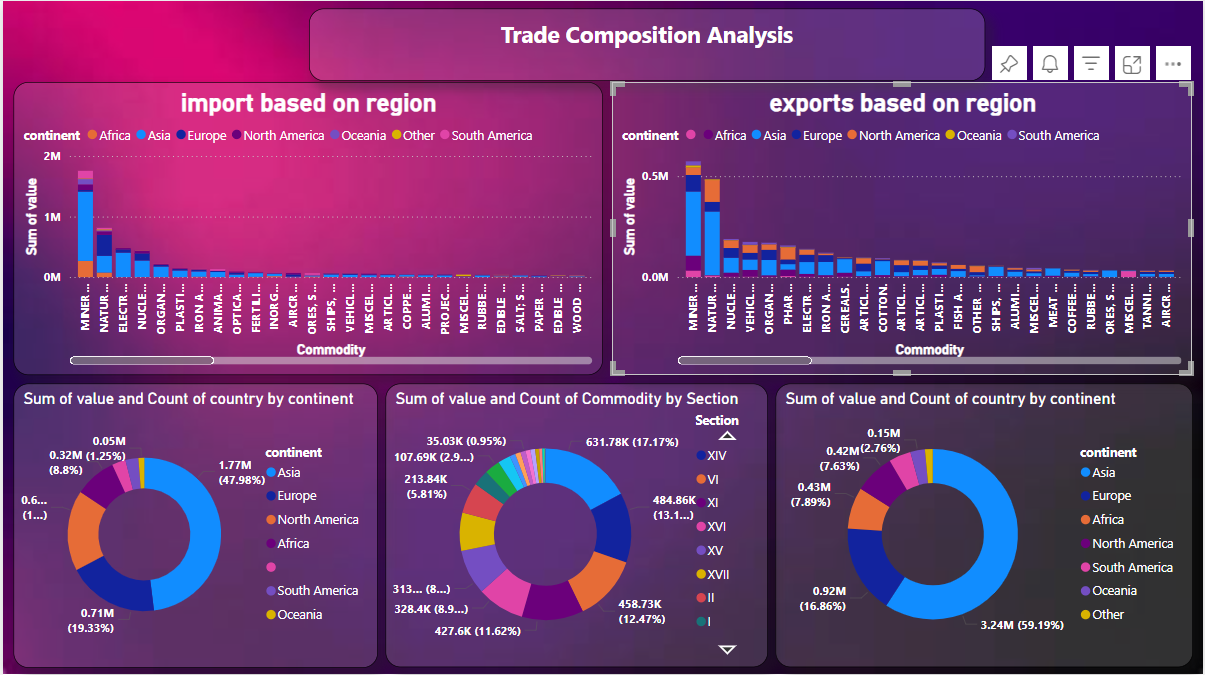 Trade Composition Analysis
import based on region
continent Africa Asia Europe North America Oceania Other South America
2M
1M
0M
Sum of value
MINER...
NATUR...
ELECTR...
NUCLE...
ORGAN...
PLASTI...
IRON A...
ANIMA...
OPTICA...
FERTILI...
INORG...
AIRCR...
ORES, S...
SHIPS, ...
VEHICL...
MISCEL...
ARTICL...
COPPE...
ALUMI...
PROJEC...
MISCEL...
RUBBE...
EDIBLE ...
SALT; S...
PAPER ...
EDIBLE ...
WOOD ...
Commodity
exports based on region
continent Africa Asia Europe North America Oceania South America
0.5M
0.0M
Sum of value
MINER...
NATUR...
NUCLE...
VEHICL...
ORGAN...
PHAR...
ELECTR...
IRON A...
CEREALS.
ARTICL...
COTTON.
ARTICL...
ARTICL...
PLASTI...
FISH A...
OTHER ...
SHIPS, ...
ALUMI...
MISCEL...
MEAT ...
COFFEE...
RUBBE...
ORES, S...
MISCEL...
TANNI...
AIRCR...
Commodity
Sum of value and Count of country by continent
1.77M
(47.98%)
0.71M
(19.33%)
0.6...
(1...)
0.32M
(8.8%)
0.05M
(1.25%)
continent
Asia
Europe
North America
Africa
South America
Oceania
Sum of value and Count of Commodity by Section
631.78K (17.17%)
484.86K
(13.1...)
458.73K
(12.47%)
427.6K (11.62%)
328.4K (8.9...)
313.... (8...)
213.84K
(5.81%)
107.69K (2.9...)
35.03K (0.95%)
Section
XIV
VI
XI
XVI
XV
XVII
II
I
Sum of value and Count of country by continent
3.24M (59.19%)
0.92M
(16.86%)
0.43M
(7.89%)
0.42M
(7.63%)
0.15M
(2.76%)
continent
Asia
Europe
Africa
North America
South America
Oceania
Other